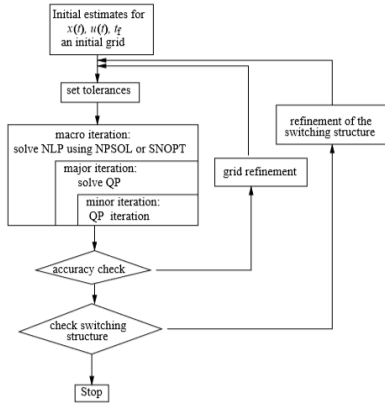 Initial estimates for
x(t), u(t), t_f
an initial grid
set tolerances
refinement of the
switching structure
macro iteration:
solve NLP using NPSOL or SNOPT
major iteration:
solve QP
grid refinement
minor iteration:
QP iteration
accuracy check
check switching
structure
Stop